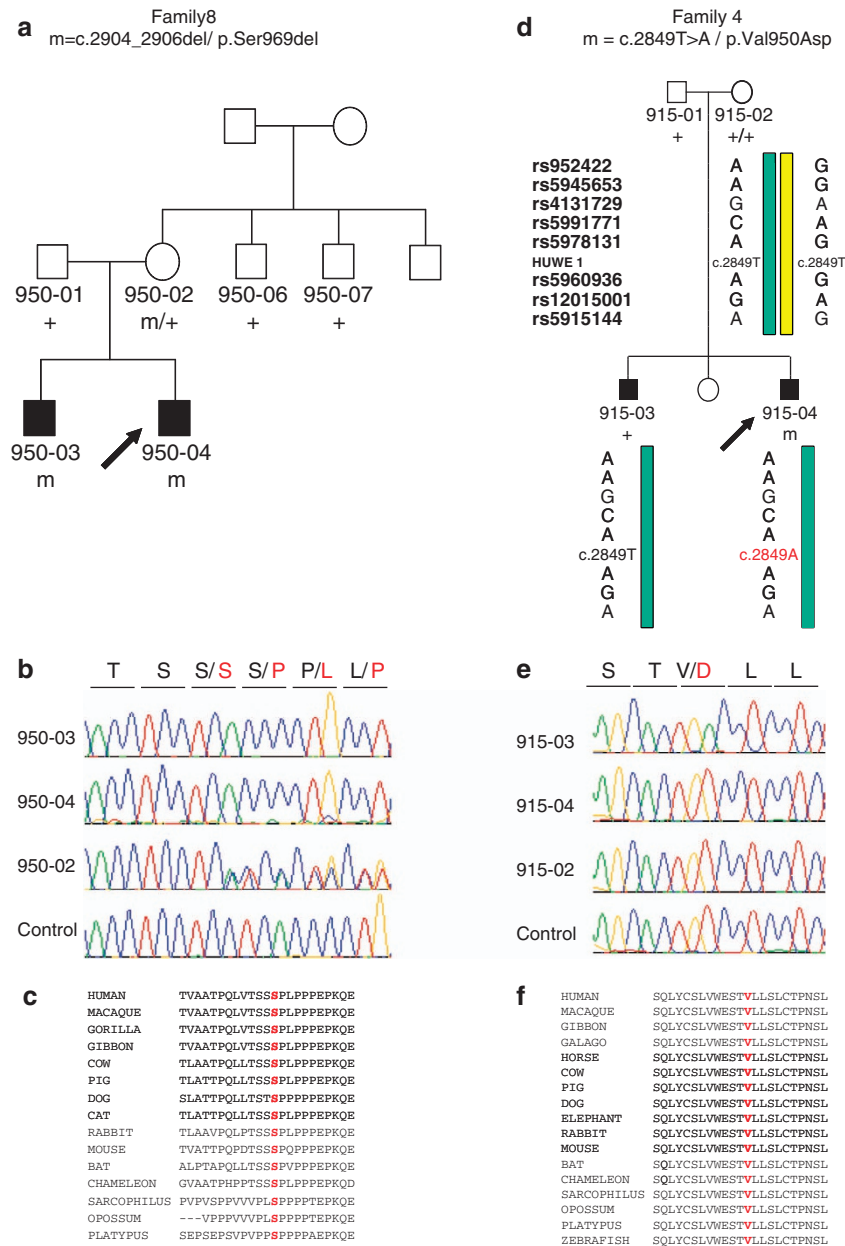 a
Family8
m=c.2904_2906del/ p.Ser969del
950-01
+
950-02
m/+
950-06
+
950-07
+
950-03
m
950-04
m
b
T S S/S S/P P/L L/P
950-03
950-04
950-02
Control
c
HUMAN TVAATPQLVTSSSPLPPPEPKQE
MACAQUE TVAATPQLVTSSSPLPPPEPKQE
GORILLA TVAATPQLVTSSSPLPPPEPKQE
GIBBON TVAATPQLVTSSSPLPPPEPKQE
COW TLAATPQLLTSSSPLPPPEPKQE
PIG TLATTPQLLTSSSPLPPPEPKQE
DOG SLATTPQLLTSTSPLPPPEPKQE
CAT TLATTPQLLTSSSPLPPPEPKQE
RABBIT TLAAVPQLPTSSSPLPPPEPKQE
MOUSE TVATTPQPDTSSSPQPPPEPKQE
BAT ALPTAPQLLTSSSPVPPPEPKQE
CHAMELEON GVAATPHPPTSSSPMPPPEPKQD
SARCOPHILUS PVPVSPPVVVPLSPPPPTEPKQE
OPOSSUM ---VPPPVVVPLSPPPPTEPKQE
PLATYPUS SEPSEPSVPVPPSPPPPAEPKQE
d
Family 4
m = c.2849T>A / p.Val950Asp
915-01
+
915-02
+/+
rs952422 A G
rs5945653 A G
rs4131729 G A
rs5991771 C A
rs5978131 A G
HUWE 1 c.2849T c.2849T
rs5960936 A G
rs12015001 G A
rs5915144 A G
915-03
+
A
A
G
C
A
c.2849T
A
G
A
915-04
m
A
A
G
C
A
c.2849A
A
G
A
e
S T V/D L L
915-03
915-04
915-02
Control
f
HUMAN SQLYCSLVWESTVLLSLCTPNSL
MACAQUE SQLYCSLVWESTVLLSLCTPNSL
GIBBON SQLYCSLVWESTVLLSLCTPNSL
GALAGO SQLYCSLVWESTVLLSLCTPNSL
HORSE SQLYCSLVWESTVLLSLCTPNSL
COW SQLYCSLVWESTVLLSLCTPNSL
PIG SQLYCSLVWESTVLLSLCTPNSL
DOG SQLYCSLVWESTVLLSLCTPNSL
ELEPHANT SQLYCSLVWESTVLLSLCTPNSL
RABBIT SQLYCSLVWESTVLLSLCTPNSL
MOUSE SQLYCSLVWESTVLLSLCTPNSL
BAT SQLYCSLVWESTVLLSLCTPNSL
CHAMELEON SQLYCSLVWESTVLLSLCTPNSL
SARCOPHILUS SQLYCSLVWESTVLLSLCTPNSL
OPOSSUM SQLYCSLVWESTVLLSLCTPNSL
PLATYPUS SQLYCSLVWESTVLLSLCTPNSL
ZEBRAFISH SQLYCSLVWESTVLLSLCTPNSL